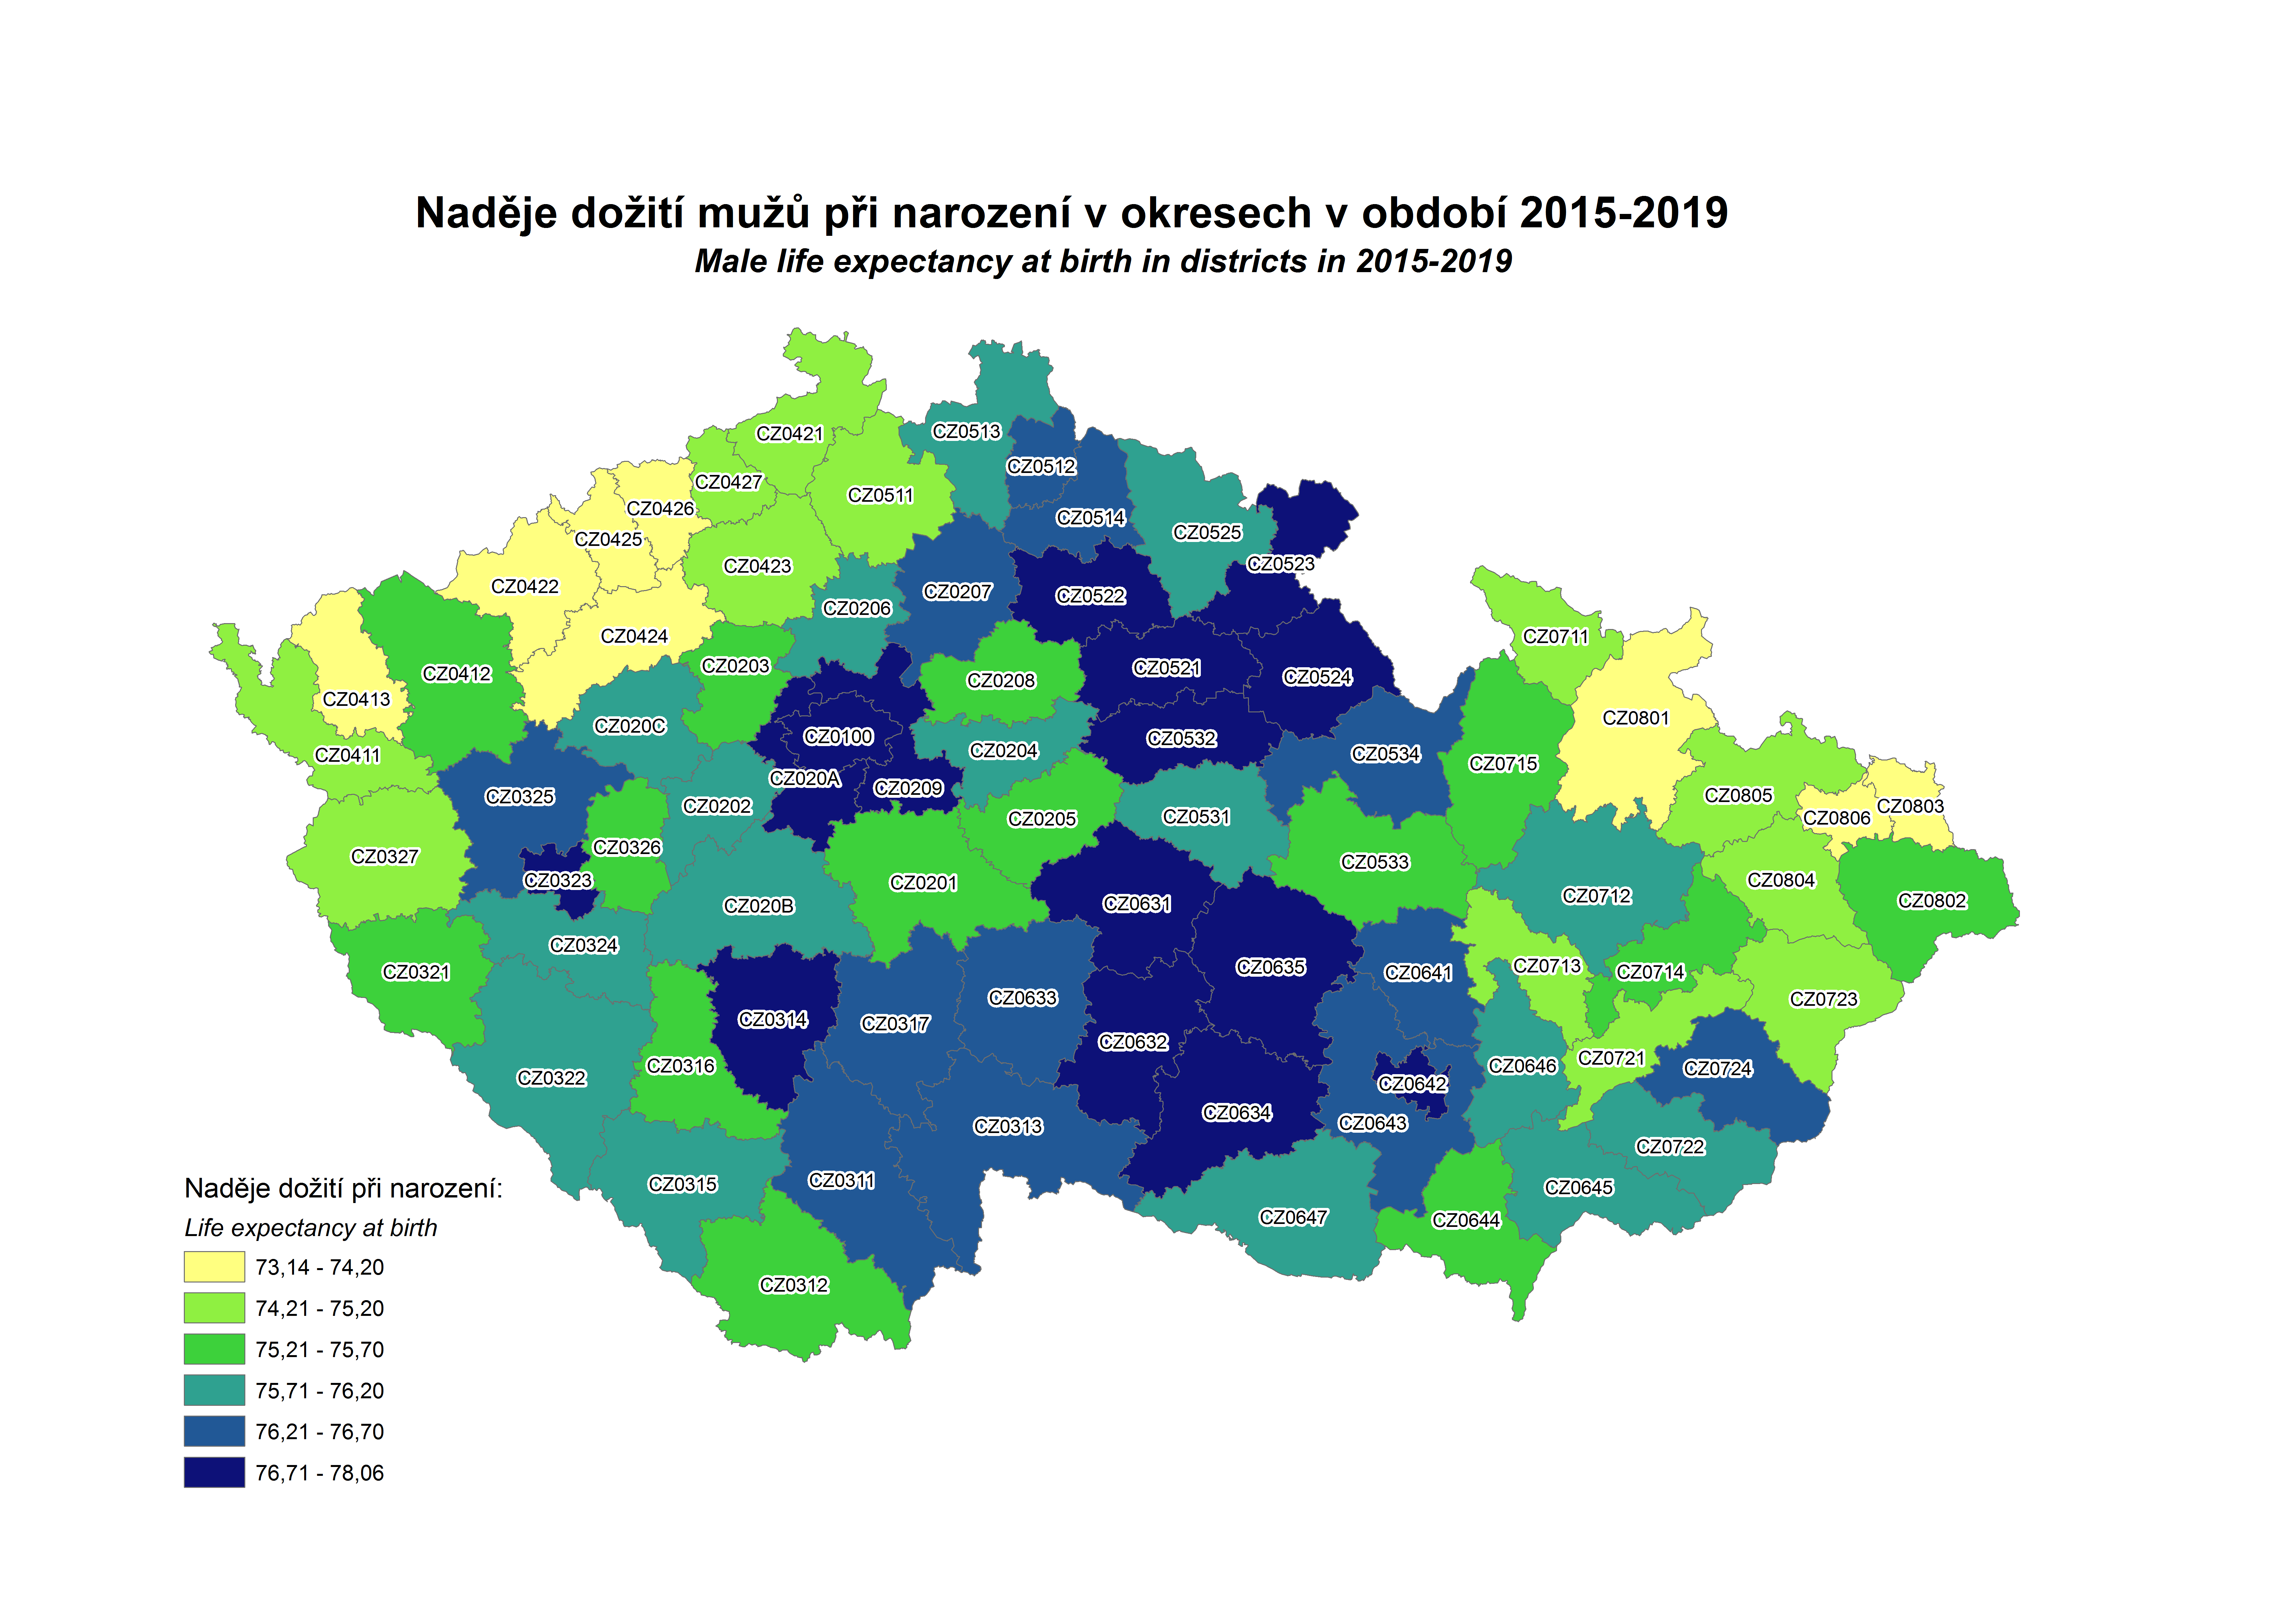 Naděje dožití mužů při narození v okresech v období 2015-2019
Male life expectancy at birth in districts in 2015-2019
CZ0421
CZ0513
CZ0512
CZ0427
CZ0511
CZ0426
CZ0514
CZ0525
CZ0425
CZ0523
CZ0423
CZ0422
CZ0207
CZ0522
CZ0206
CZ0424
CZ0711
CZ0203
CZ0521
CZ0412
CZ0208
CZ0524
CZ0413
CZ0801
CZ020C
CZ0100
CZ0532
CZ0204
CZ0411
CZ0534
CZ0715
CZ020A
CZ0209
CZ0325
CZ0805
CZ0202
CZ0803
CZ0205
CZ0531
CZ0806
CZ0326
CZ0327
CZ0533
CZ0323
CZ0201
CZ0804
CZ0712
CZ0802
CZ020B
CZ0631
CZ0324
CZ0321
CZ0635
CZ0713
CZ0641
CZ0714
CZ0633
CZ0723
CZ0314
CZ0317
CZ0632
CZ0721
CZ0316
CZ0646
CZ0724
CZ0322
CZ0642
CZ0634
CZ0643
CZ0313
CZ0722
CZ0315
CZ0311
CZ0645
CZ0647
CZ0644
CZ0312
Naděje dožití při narození:
Life expectancy at birth
73,14 - 74,20
74,21 - 75,20
75,21 - 75,70
75,71 - 76,20
76,21 - 76,70
76,71 - 78,06